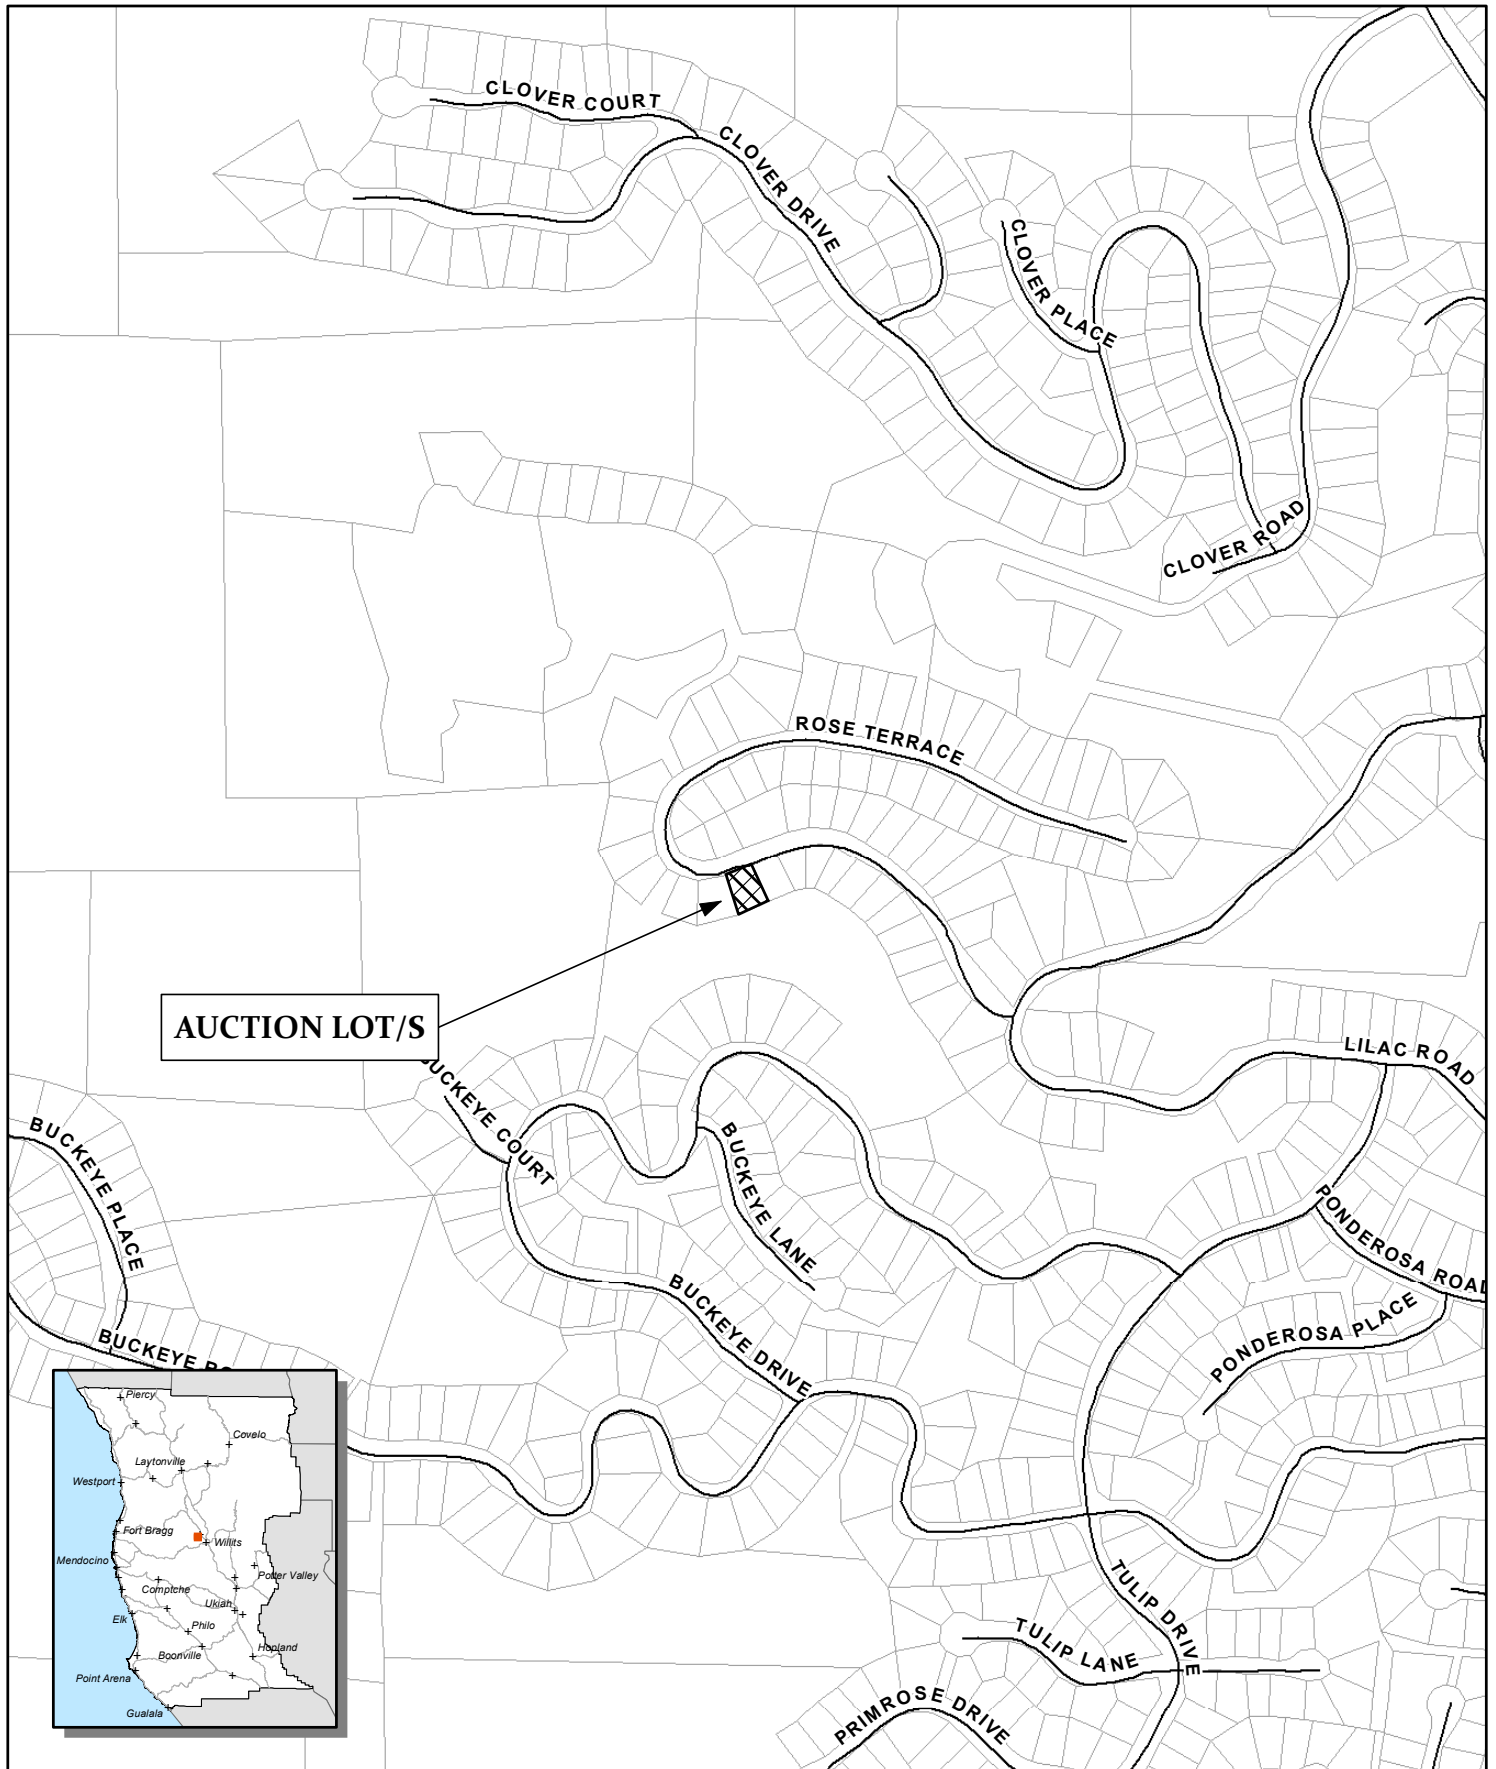 CLOVER COURT
CLOVER DRIVE
CLOVER PLACE
CLOVER ROAD
ROSE TERRACE
AUCTION LOT/S
LILAC ROAD
BUCKEYE COURT
BUCKEYE PLACE
BUCKEYE LANE
PONDEROSA ROAD
BUCKEYE DRIVE
PONDEROSA PLACE
BUCKEYE
TULIP DRIVE
TULIP LANE
PRIMROSE DRIVE
Piercy
Covelo
Laytonville
Westport
Fort Bragg
Willits
Mendocino
Potter Valley
Comptche
Ukiah
Elk
Philo
Boonville
Hopland
Point Arena
Gualala